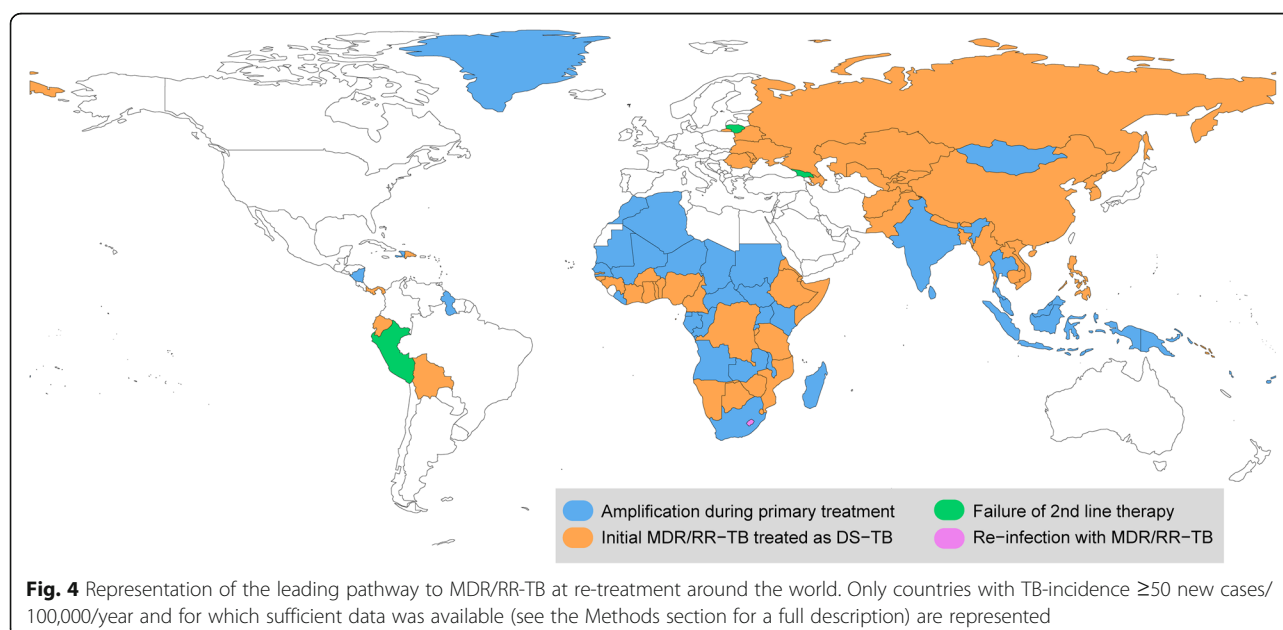 Amplification during primary treatment
Initial MDR/RR−TB treated as DS−TB
Failure of 2nd line therapy
Re−infection with MDR/RR−TB
Fig. 4 Representation of the leading pathway to MDR/RR-TB at re-treatment around the world. Only countries with TB-incidence ≥50 new cases/
100,000/year and for which sufficient data was available (see the Methods section for a full description) are represented